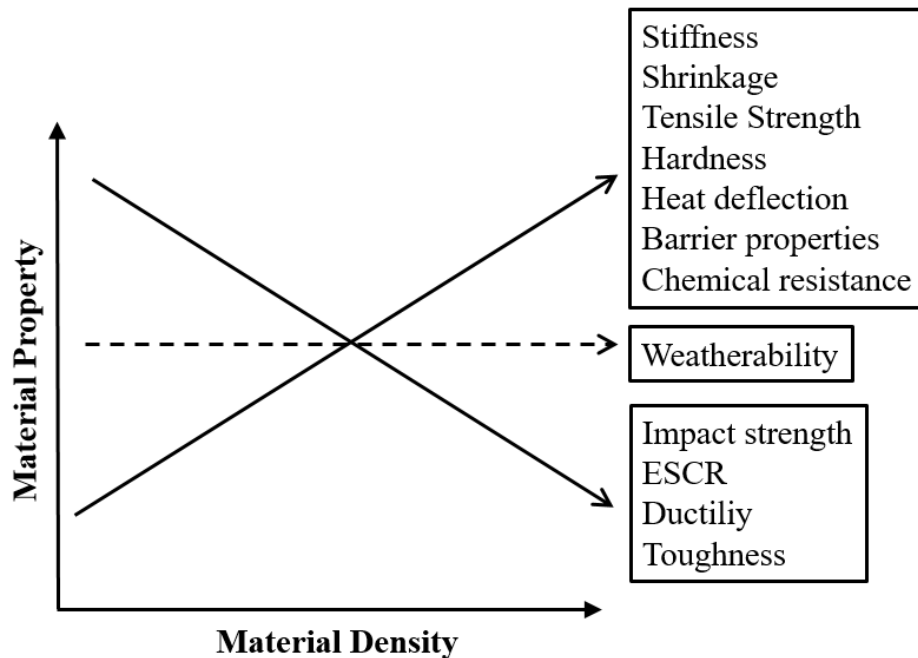 Stiffness
Shrinkage
Tensile Strength
Hardness
Heat deflection
Barrier properties
Chemical resistance
Weatherability
Impact strength
ESCR
Ductiliy
Toughness
Material Property
Material Density